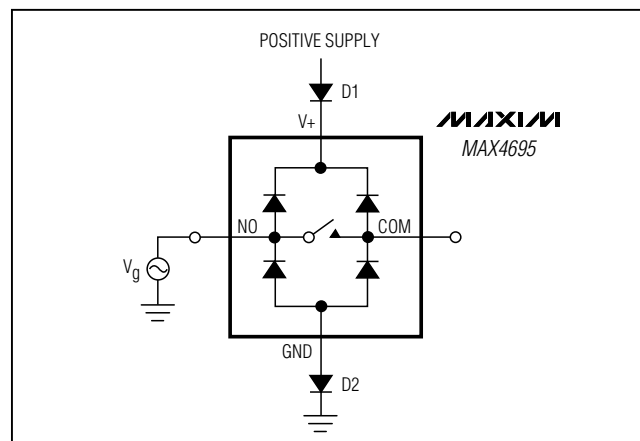 POSITIVE SUPPLY
D1
V+
MAXIM
MAX4695
NO
COM
Vg
GND
D2